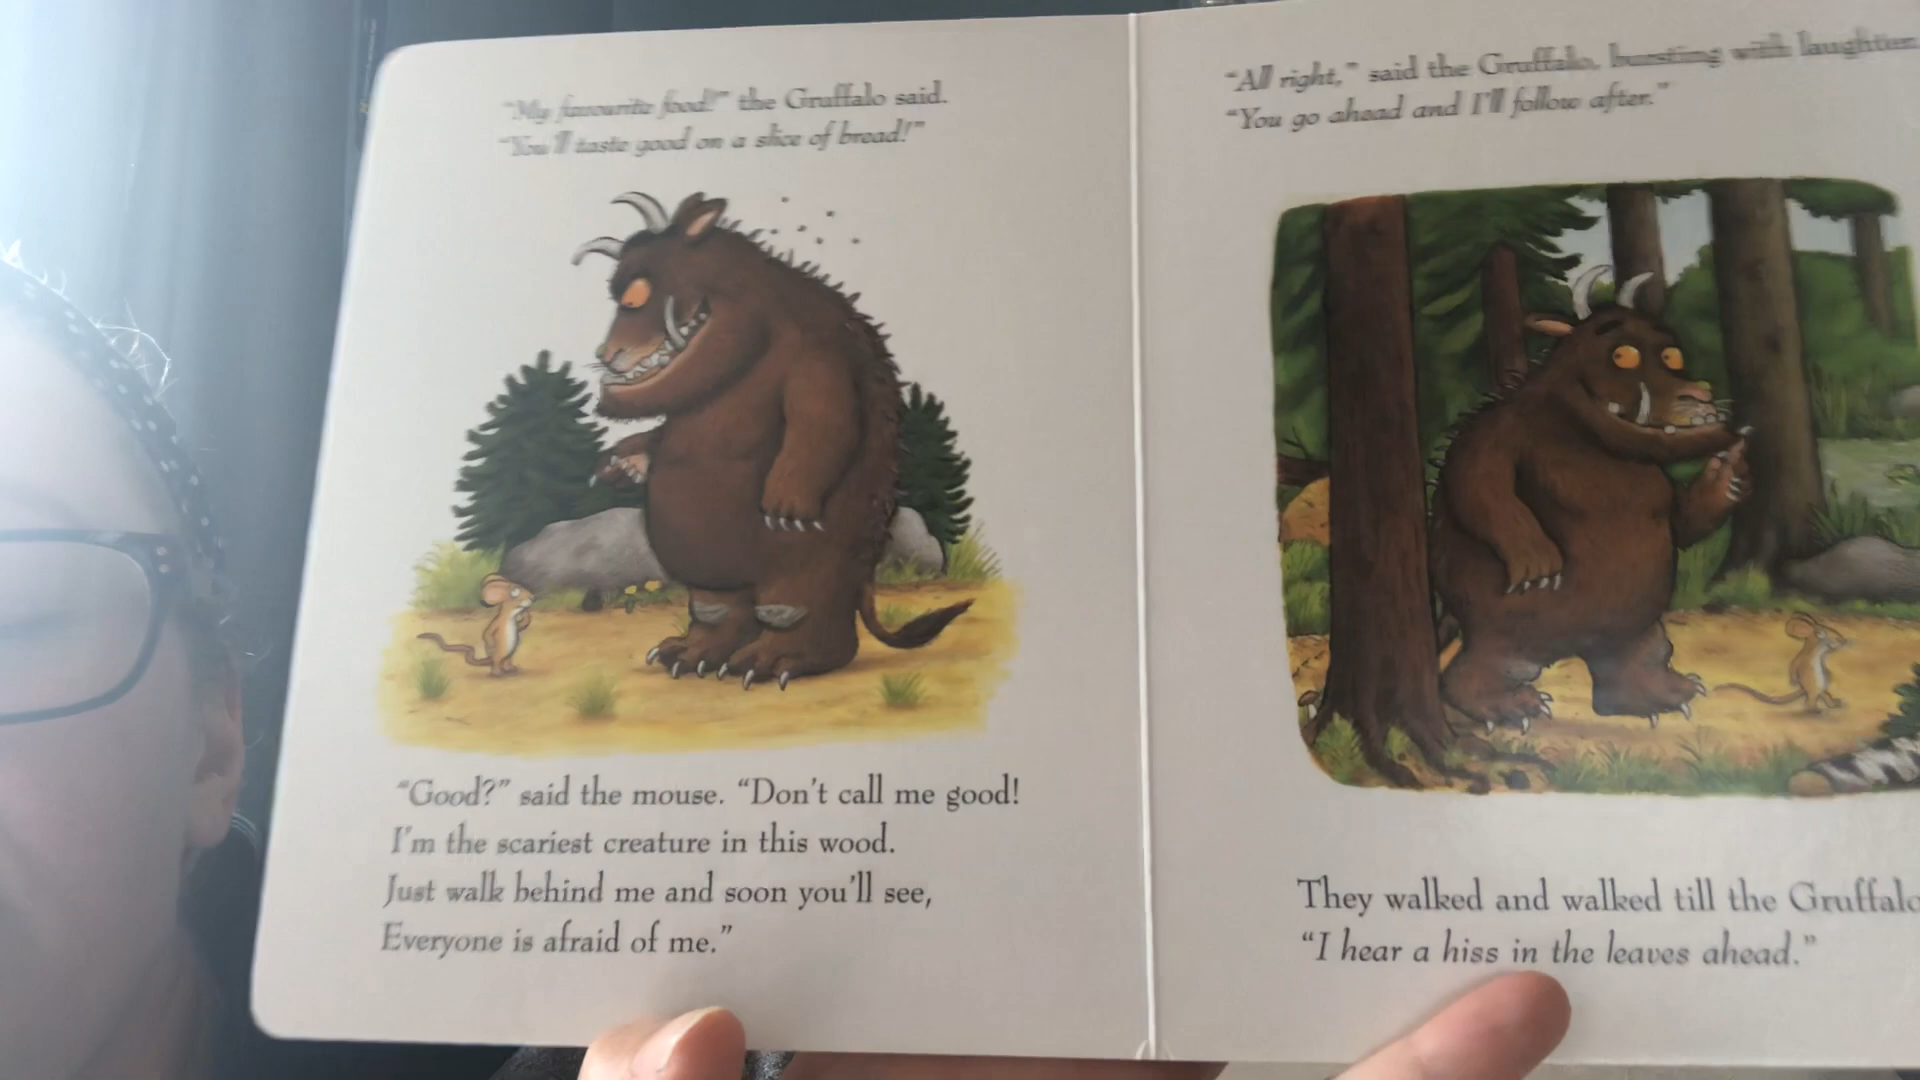 "My favourite food!" the Gruffalo said.
"You'll taste good on a slice of bread!"
"Good?" said the mouse. "Don't call me good!
I'm the scariest creature in this wood.
Just walk behind me and soon you'll see,
Everyone is afraid of me."
"All right," said the Gruffalo, bursting with laughter.
"You go ahead and I'll follow after."
They walked and walked till the Gruffalo
"I hear a hiss in the leaves ahead."